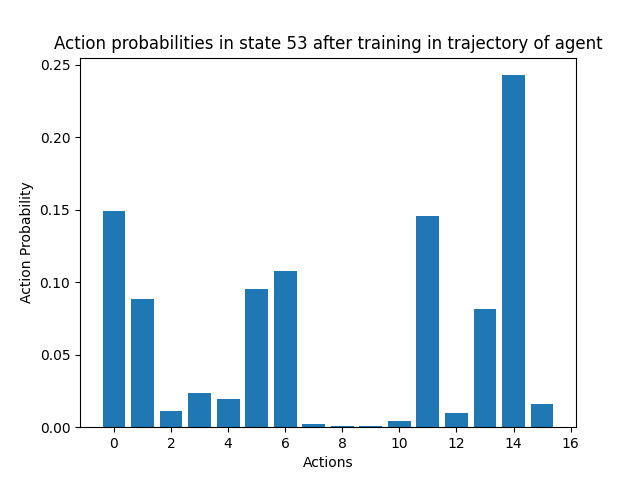 Action probabilities in state 53 after training in trajectory of agent
0.25
0.20
0.15
0.10
0.05
0.00
Action Probability
0 2 4 6 8 10 12 14 16
Actions